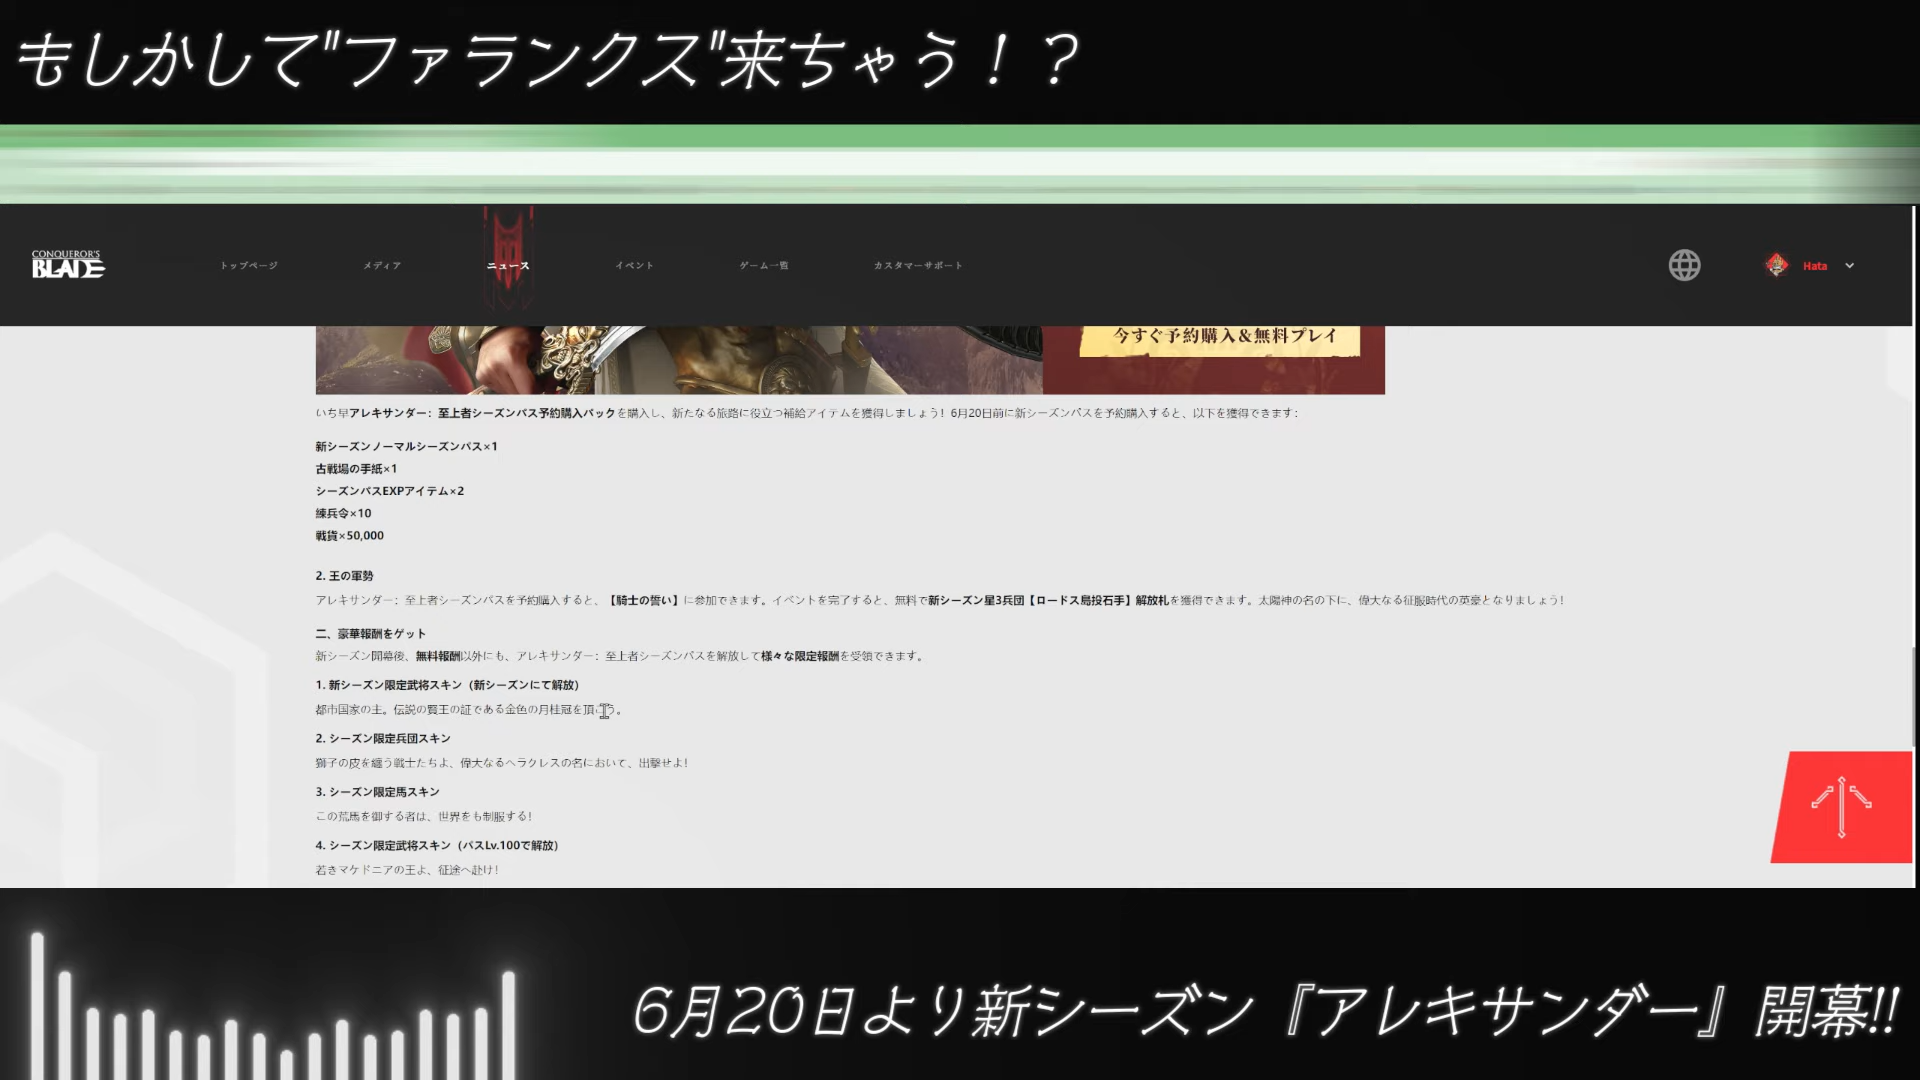 もしかして"ファランクス"来ちゃう！？
CONQUEROR'S
BLADE
トップページ
メディア
ニュース
イベント
ゲーム一覧
カスタマーサポート
Hata
今すぐ予約購入&無料プレイ
いち早アレキサンダー：至上者シーズンパス予約購入パックを購入し、新たなる旅路に役立つ補給アイテムを獲得しましょう！6月20日前に新シーズンパスを予約購入すると、以下を獲得できます：
新シーズンノーマルシーズンパス×1
古戦場の手紙×1
シーズンパスEXPアイテム×2
練兵令×10
戦貨×50,000
2. 王の軍勢
アレキサンダー：至上者シーズンパスを予約購入すると、【騎士の誓い】に参加できます。イベントを完了すると、無料で新シーズン星3兵団【ロードス島投石手】解放札を獲得できます。太陽神の名の下に、偉大なる征服時代の英豪となりましょう！
二、豪華報酬をゲット
新シーズン開幕後、無料報酬以外にも、アレキサンダー：至上者シーズンパスを解放して様々な限定報酬を受領できます。
1. 新シーズン限定武将スキン（新シーズンにて解放）
都市国家の主。伝説の賢王の証である金色の月桂冠を頂こう。
2. シーズン限定兵団スキン
獅子の皮を纏う戦士たちよ、偉大なるヘラクレスの名において、出撃せよ！
3. シーズン限定馬スキン
この荒馬を御する者は、世界をも制服する！
4. シーズン限定武将スキン（パスLv.100で解放）
若きマケドニアの王よ、征途へ赴け！
6月20日より新シーズン『アレキサンダー』開幕!!